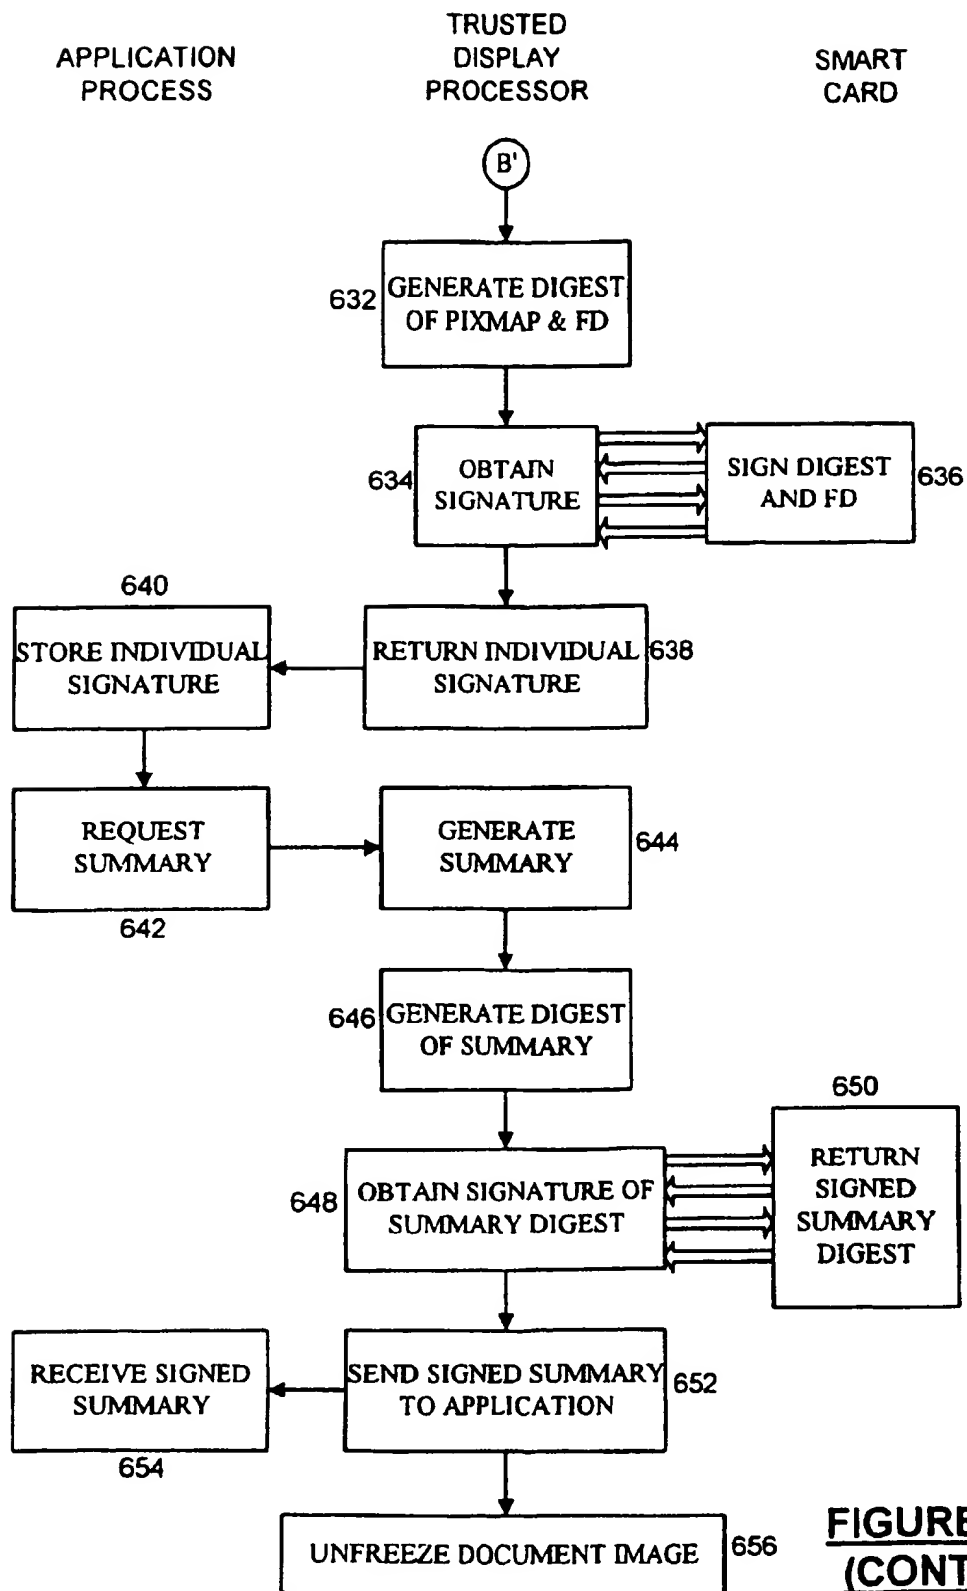 APPLICATION
PROCESS
TRUSTED
DISPLAY
PROCESSOR
SMART
CARD
B'
632
GENERATE DIGEST
OF PIXMAP & FD
634
OBTAIN
SIGNATURE
SIGN DIGEST
AND FD
636
640
STORE INDIVIDUAL
SIGNATURE
RETURN INDIVIDUAL
SIGNATURE
638
REQUEST
SUMMARY
642
GENERATE
SUMMARY
644
646
GENERATE DIGEST
OF SUMMARY
648
OBTAIN SIGNATURE OF
SUMMARY DIGEST
650
RETURN
SIGNED
SUMMARY
DIGEST
RECEIVE SIGNED
SUMMARY
654
SEND SIGNED SUMMARY
TO APPLICATION
652
UNFREEZE DOCUMENT IMAGE
656
FIGURE
(CONT